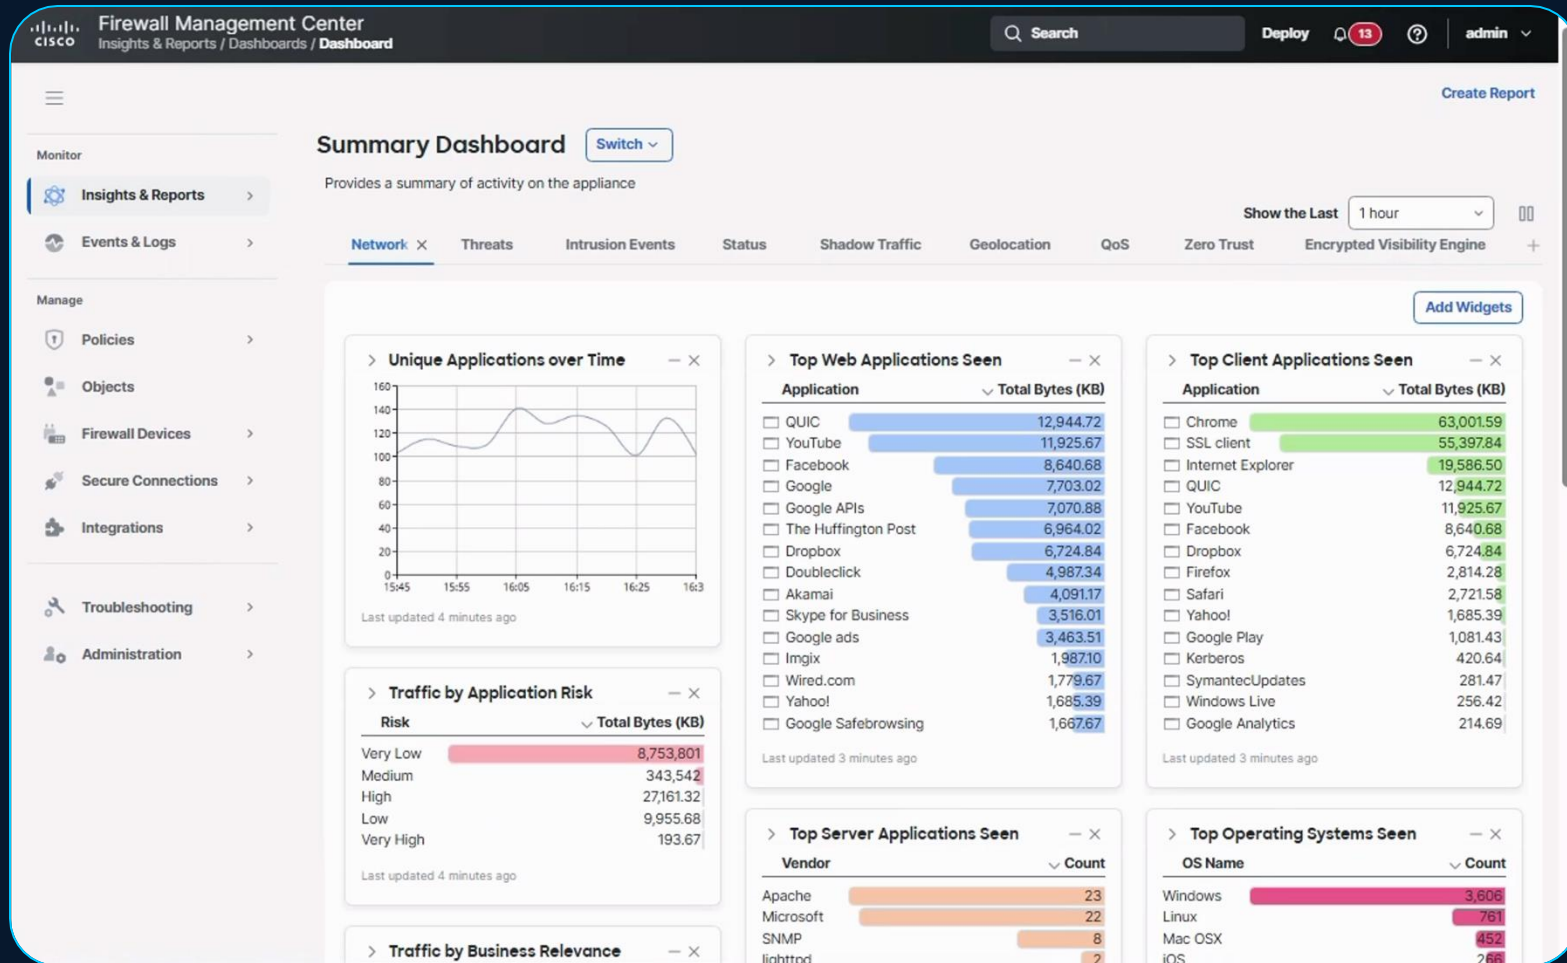 CISCO
Firewall Management Center
Insights & Reports / Dashboards / Dashboard
Search
Deploy
13
admin
Create Report
Monitor
Insights & Reports
Events & Logs
Manage
Policies
Objects
Firewall Devices
Secure Connections
Integrations
Troubleshooting
Administration
Summary Dashboard
Switch
Provides a summary of activity on the appliance
Show the Last
1 hour
Network
Threats
Intrusion Events
Status
Shadow Traffic
Geolocation
QoS
Zero Trust
Encrypted Visibility Engine
Add Widgets
Unique Applications over Time
160
140
120
100
80
60
40
20
0
15:45 15:55 16:05 16:15 16:25 16:3
Last updated 4 minutes ago
Traffic by Application Risk
Risk Total Bytes (KB)
Very Low 8,753,801
Medium 343,542
High 27,161.32
Low 9,955.68
Very High 193.67
Last updated 4 minutes ago
Traffic by Business Relevance
Top Web Applications Seen
Application Total Bytes (KB)
QUIC 12,944.72
YouTube 11,925.67
Facebook 8,640.68
Google 7,703.02
Google APIs 7,070.88
The Huffington Post 6,964.02
Dropbox 6,724.84
Doubleclick 4,987.34
Akamai 4,091.17
Skype for Business 3,516.01
Google ads 3,463.51
Imgix 1,987.10
Wired.com 1,779.67
Yahoo! 1,685.39
Google Safebrowsing 1,667.67
Last updated 3 minutes ago
Top Server Applications Seen
Vendor Count
Apache 23
Microsoft 22
SNMP 8
lighttpd 2
Top Client Applications Seen
Application Total Bytes (KB)
Chrome 63,001.59
SSL client 55,397.84
Internet Explorer 19,586.50
QUIC 12,944.72
YouTube 11,925.67
Facebook 8,640.68
Dropbox 6,724.84
Firefox 2,814.28
Safari 2,721.58
Yahoo! 1,685.39
Google Play 1,081.43
Kerberos 420.64
SymantecUpdates 281.47
Windows Live 256.42
Google Analytics 214.69
Last updated 3 minutes ago
Top Operating Systems Seen
OS Name Count
Windows 3,606
Linux 761
Mac OSX 452
iOS 266